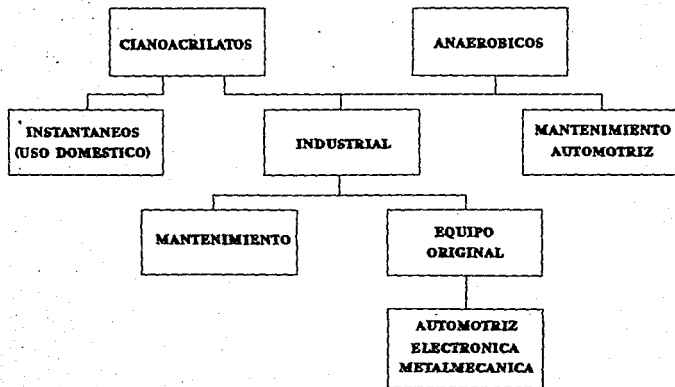 CIANOACRILATOS
ANAEROBICOS
INSTANTANEOS
(USO DOMESTICO)
INDUSTRIAL
MANTENIMIENTO
AUTOMOTRIZ
MANTENIMIENTO
EQUIPO
ORIGINAL
AUTOMOTRIZ
ELECTRONICA
METALMECANICA